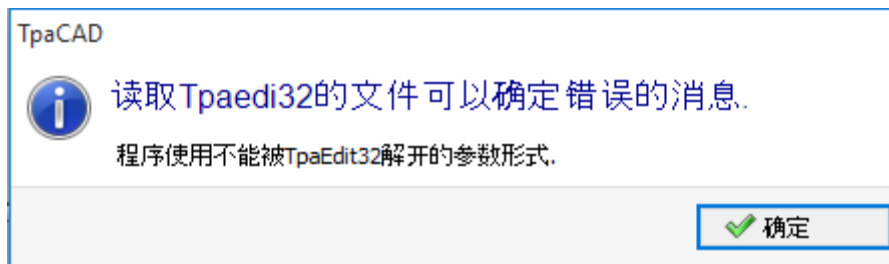 TpaCAD
读取Tpaedi32的文件可以确定错误的消息.
程序使用不能被TpaEdit32解开的参数形式.
确定